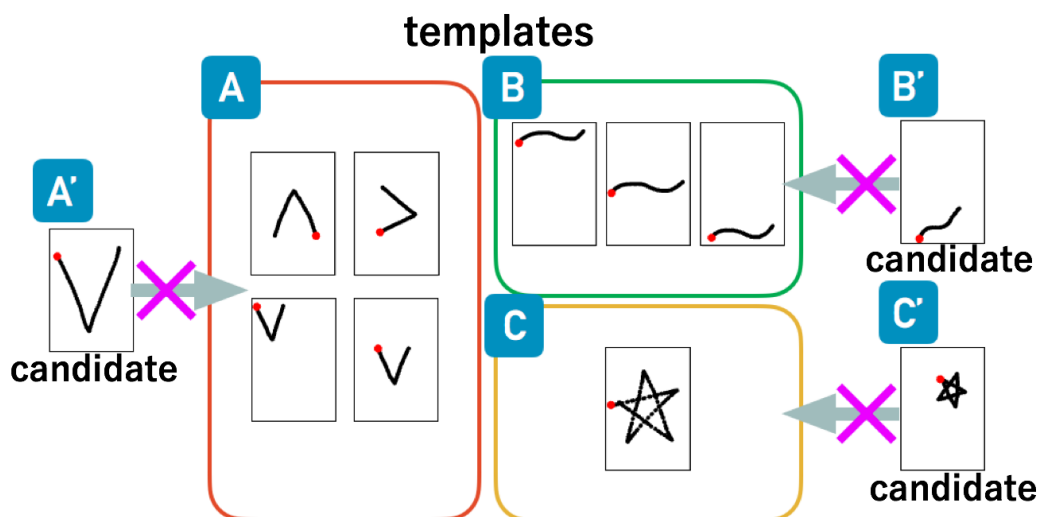 templates
A
B
B’
A’
candidate
candidate
C
C’
candidate